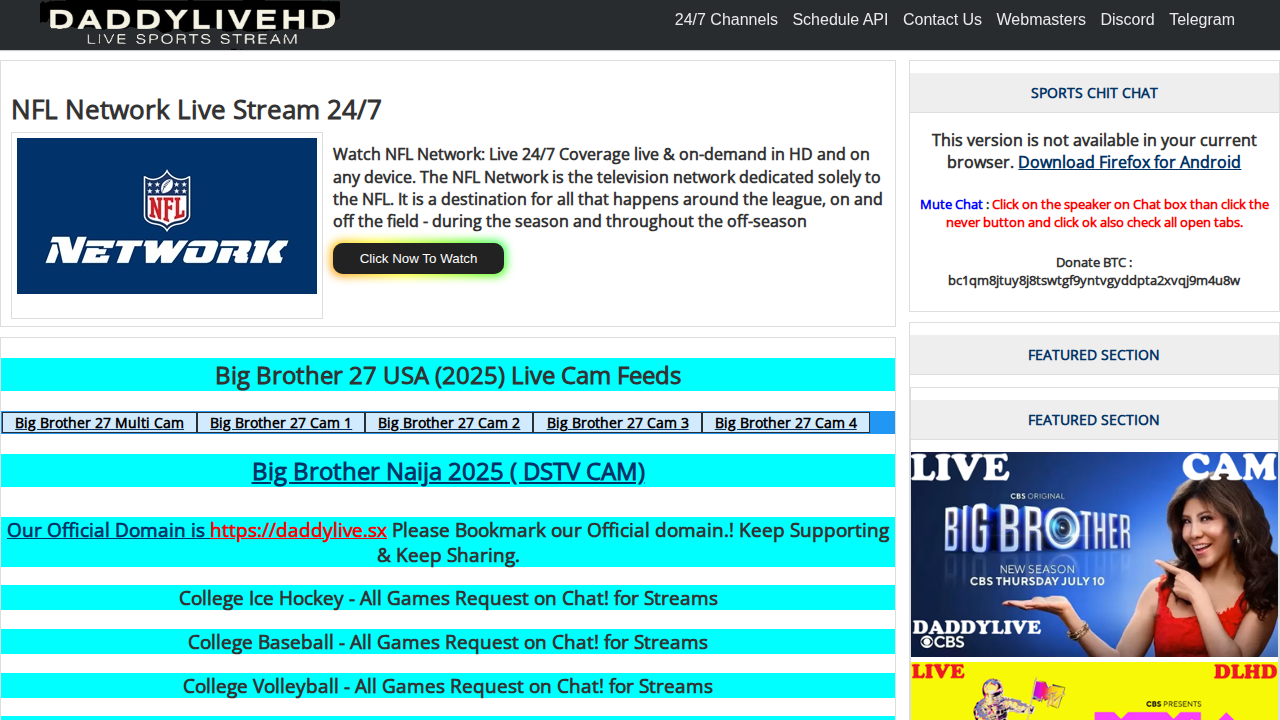 DADDYLIVEHD
LIVE SPORTS STREAM
24/7 Channels Schedule API Contact Us Webmasters Discord Telegram
NFL Network Live Stream 24/7
NFL
NETWORK
Watch NFL Network: Live 24/7 Coverage live & on-demand in HD and on
any device. The NFL Network is the television network dedicated solely to
the NFL. It is a destination for all that happens around the league, on and
off the field - during the season and throughout the off-season
Click Now To Watch
Big Brother 27 USA (2025) Live Cam Feeds
Big Brother 27 Multi Cam Big Brother 27 Cam 1 Big Brother 27 Cam 2 Big Brother 27 Cam 3 Big Brother 27 Cam 4
Big Brother Naija 2025 ( DSTV CAM)
Our Official Domain is https://daddylive.sx Please Bookmark our Official domain.! Keep Supporting
& Keep Sharing.
College Ice Hockey - All Games Request on Chat! for Streams
College Baseball - All Games Request on Chat! for Streams
College Volleyball - All Games Request on Chat! for Streams
SPORTS CHIT CHAT
This version is not available in your current
browser. Download Firefox for Android
Mute Chat : Click on the speaker on Chat box than click the
never button and click ok also check all open tabs.
Donate BTC :
bc1qm8jtuy8j8tswtgf9yntvgyddpta2xvqj9m4u8w
FEATURED SECTION
FEATURED SECTION
LIVE CAM
CBS ORIGINAL
BIG BROTHER
NEW SEASON
CBS THURSDAY JULY 10
DADDYLIVE
CBS
LIVE DLHD
CBS PRESENTS